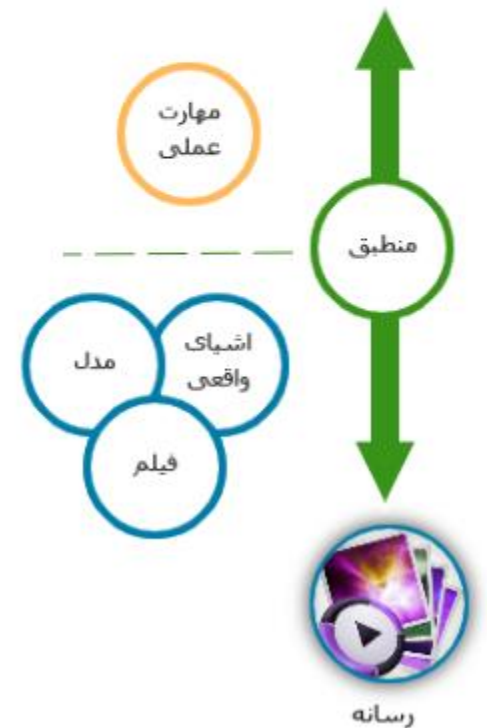 مهارت
عملی
منطبق
اشیای
واقعی
مدل
فیلم
رسانه